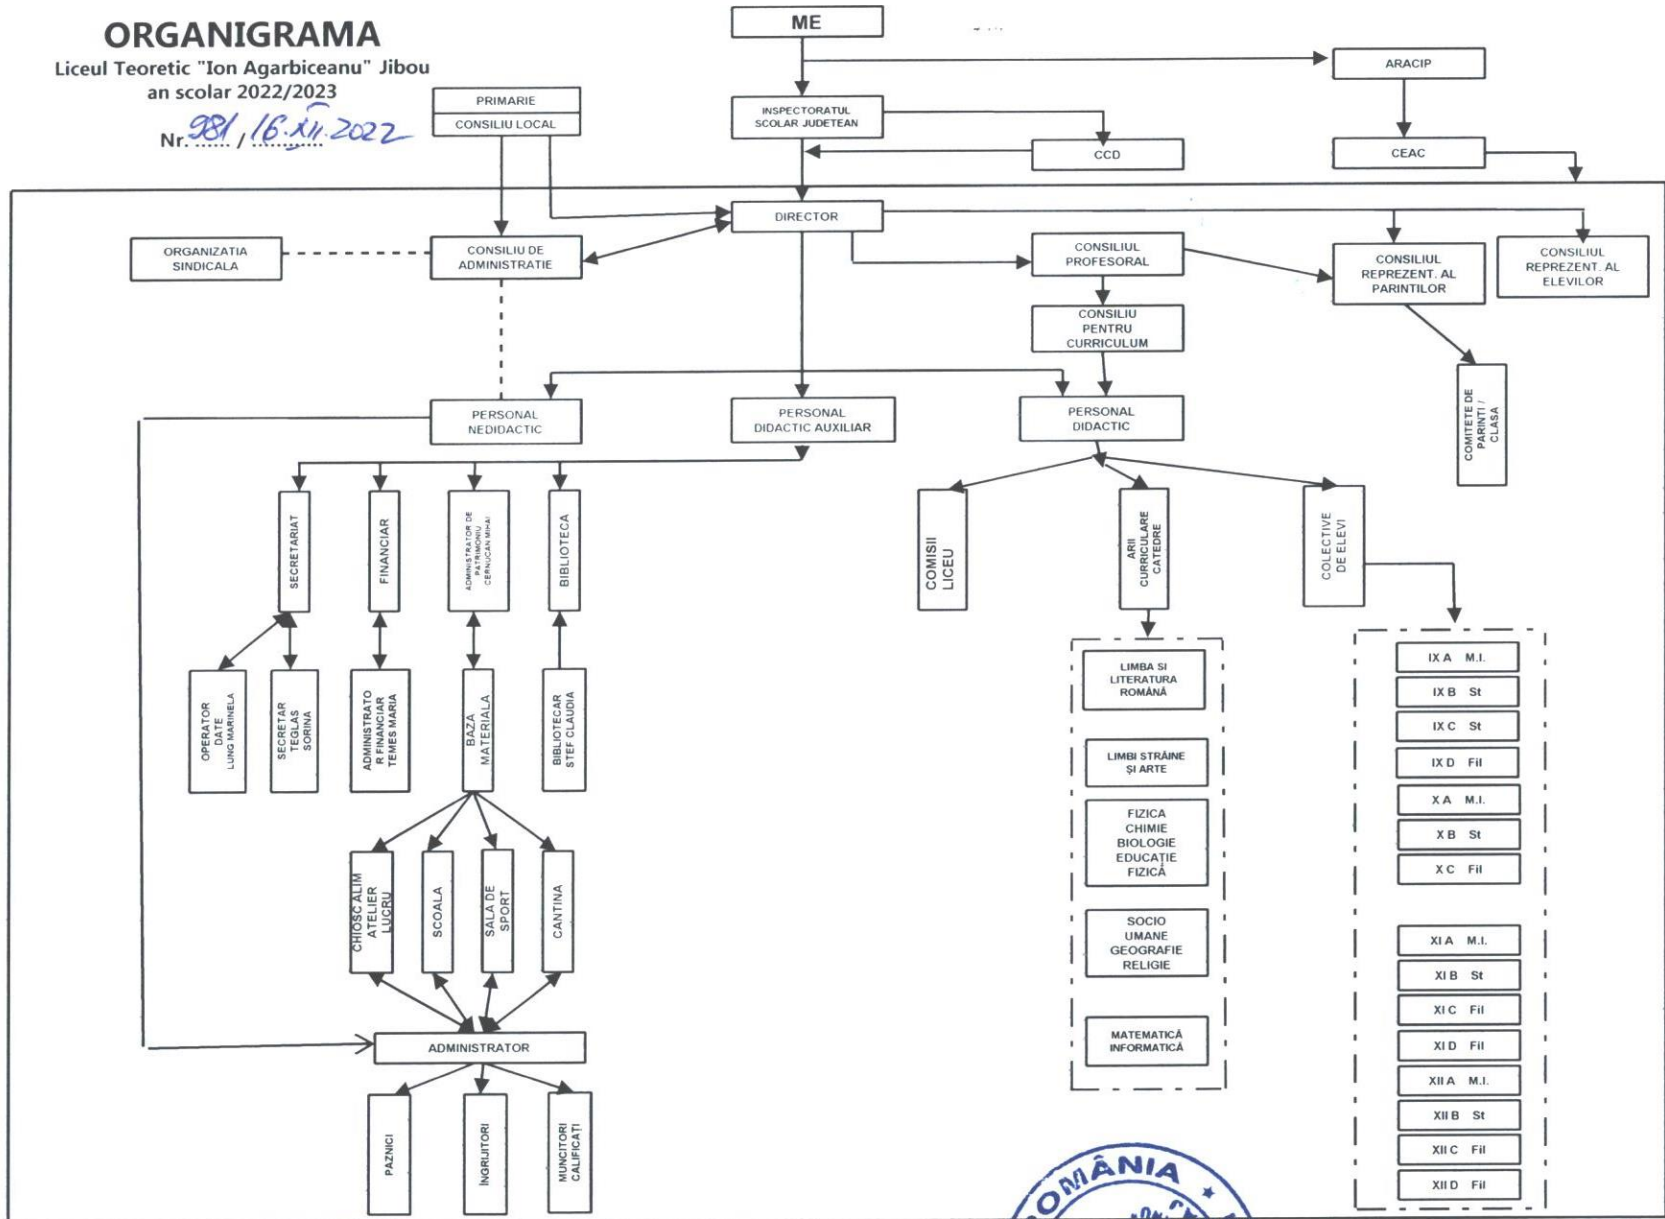 ORGANIGRAMA
Liceul Teoretic "Ion Agarbiceanu" Jibou
an scolar 2022/2023
Nr. 981 / 16.XII.2022
ME
ARACIP
PRIMARIE
CONSILIU LOCAL
INSPECTORATUL
SCOLAR JUDETEAN
CCD
CEAC
DIRECTOR
ORGANIZATIA
SINDICALA
CONSILIU DE
ADMINISTRATIE
CONSILIUL
PROFESORAL
CONSILIUL
REPREZENT. AL
PARINTILOR
CONSILIUL
REPREZENT. AL
ELEVILOR
CONSILIU
PENTRU
CURRICULUM
PERSONAL
NEDIDACTIC
PERSONAL
DIDACTIC AUXILIAR
PERSONAL
DIDACTIC
COMITETE DE
PARINTI /
CLASA
SECRETARIAT
FINANCIAR
ADMINISTRATOR DE
PATRIMONIU
CERNUCAN MIHAI
BIBLIOTECA
COMISII
LICEU
ARII
CURRICULARE
CATEDRE
COLECTIVE
DE ELEVI
OPERATOR
DATE
LUNG MARINELA
SECRETAR
TEGLAS
SORINA
ADMINISTRATO
R FINANCIAR
TEMES MARIA
BAZA
MATERIALA
BIBLIOTECAR
STEF CLAUDIA
CHIOSC ALIM
ATELIER
LUCRU
SCOALA
SALA DE
SPORT
CANTINA
ADMINISTRATOR
PAZNICI
ÎNGRIJITORI
MUNCITORI
CALIFICAȚI
LIMBA SI
LITERATURA
ROMÂNĂ
LIMBI STRĂINE
ȘI ARTE
FIZICA
CHIMIE
BIOLOGIE
EDUCAȚIE
FIZICĂ
SOCIO
UMANE
GEOGRAFIE
RELIGIE
MATEMATICĂ
INFORMATICĂ
IX A M.I.
IX B St
IX C St
IX D Fil
X A M.I.
X B St
X C Fil
XI A M.I.
XI B St
XI C Fil
XI D Fil
XII A M.I.
XII B St
XII C Fil
XII D Fil
ROMÂNIA